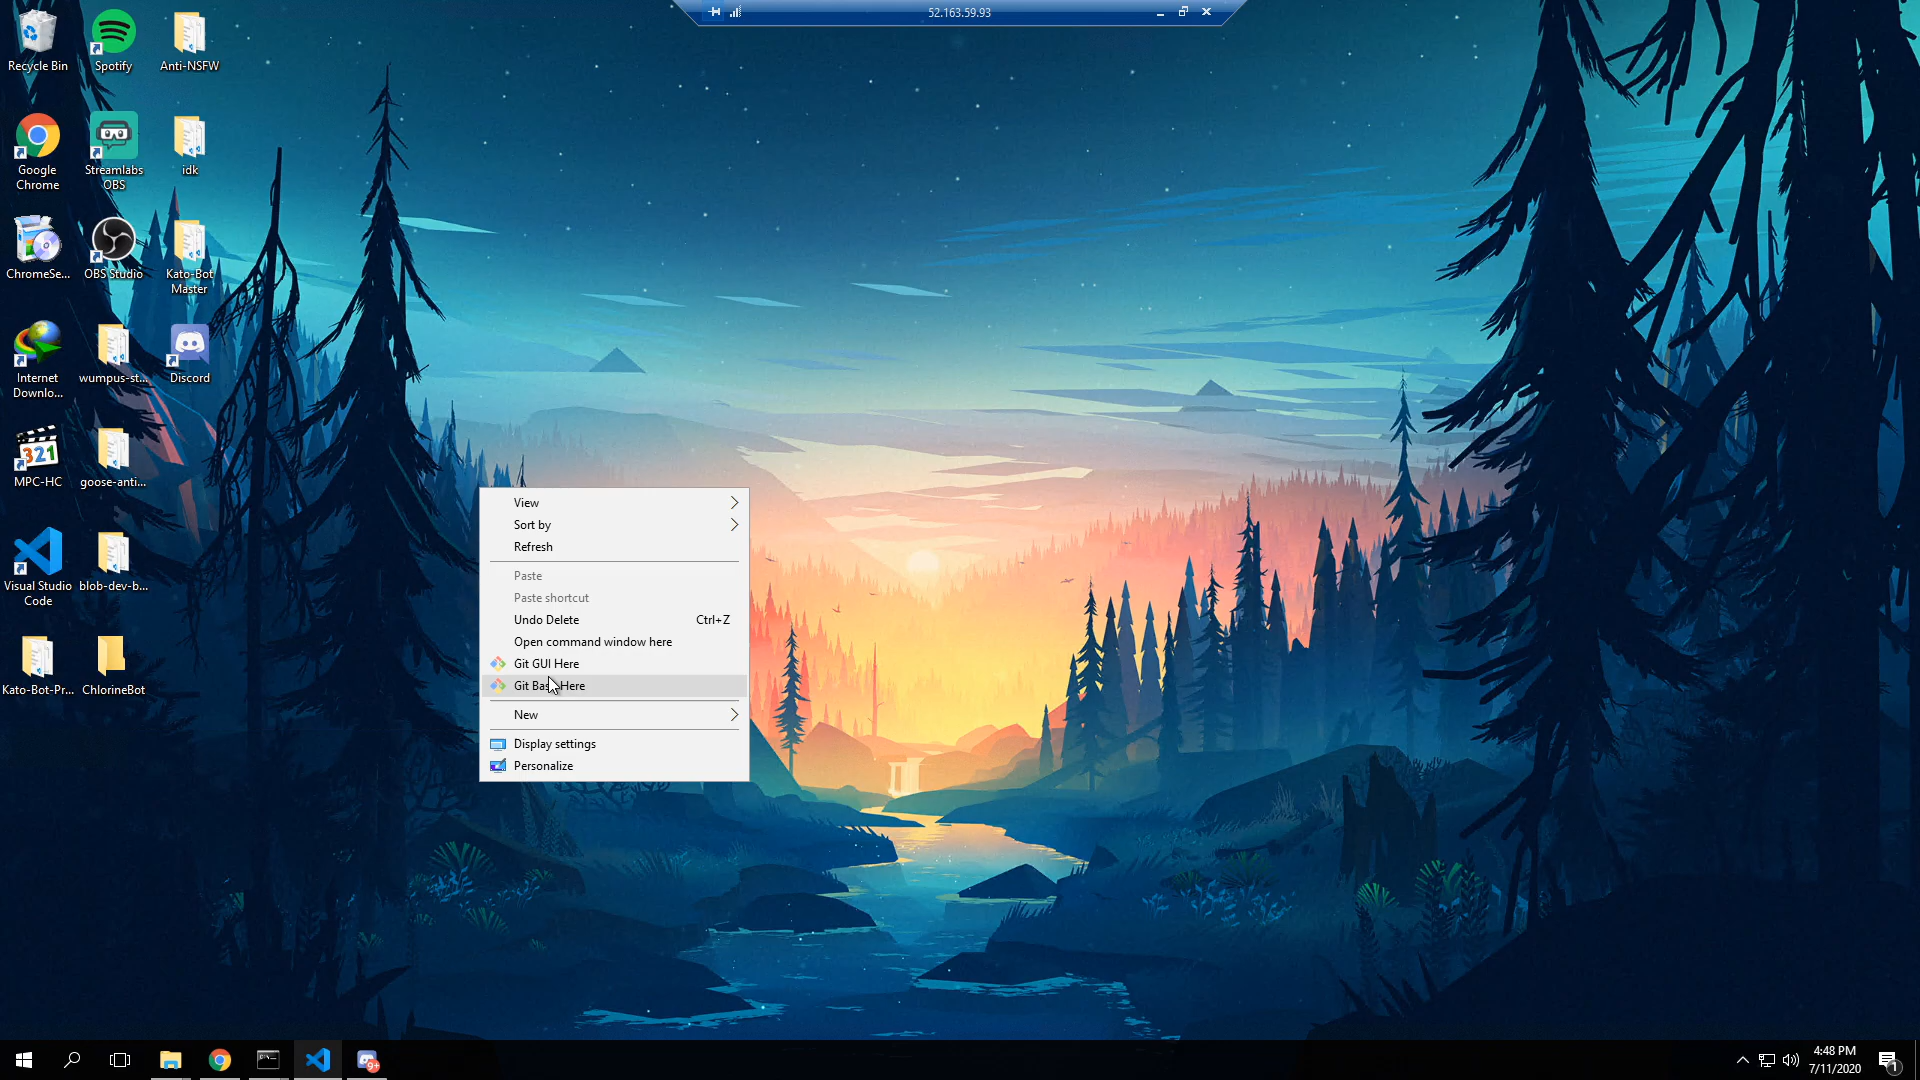 52.163.59.93
Recycle Bin
Spotify
Anti-NSFW
Google
Chrome
Streamlabs
OBS
idk
ChromeSe...
OBS Studio
Kato-Bot
Master
Internet
Downlo...
wumpus-st...
Discord
321
MPC-HC
goose-anti...
Visual Studio
Code
blob-dev-b...
Kato-Bot-Pr...
ChlorineBot
View
Sort by
Refresh
Paste
Paste shortcut
Undo Delete Ctrl+Z
Open command window here
Git GUI Here
Git Bash Here
New
Display settings
Personalize
9+
4:48 PM
7/11/2020
1